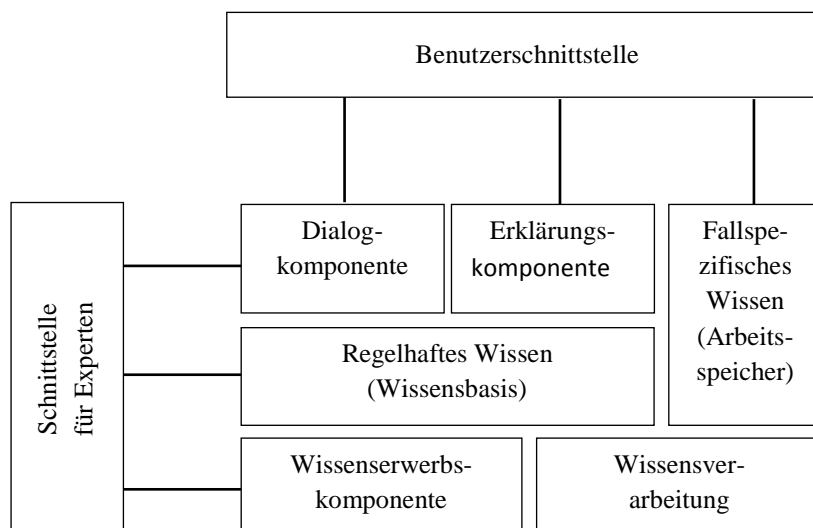 Benutzerschnittstelle
Schnittstelle
für Experten
Dialog-
komponente
Erklärungs-
komponente
Fallspe-
zifisches
Wissen
(Arbeits-
speicher)
Regelhaftes Wissen
(Wissensbasis)
Wissenserwerbs-
komponente
Wissensver-
arbeitung